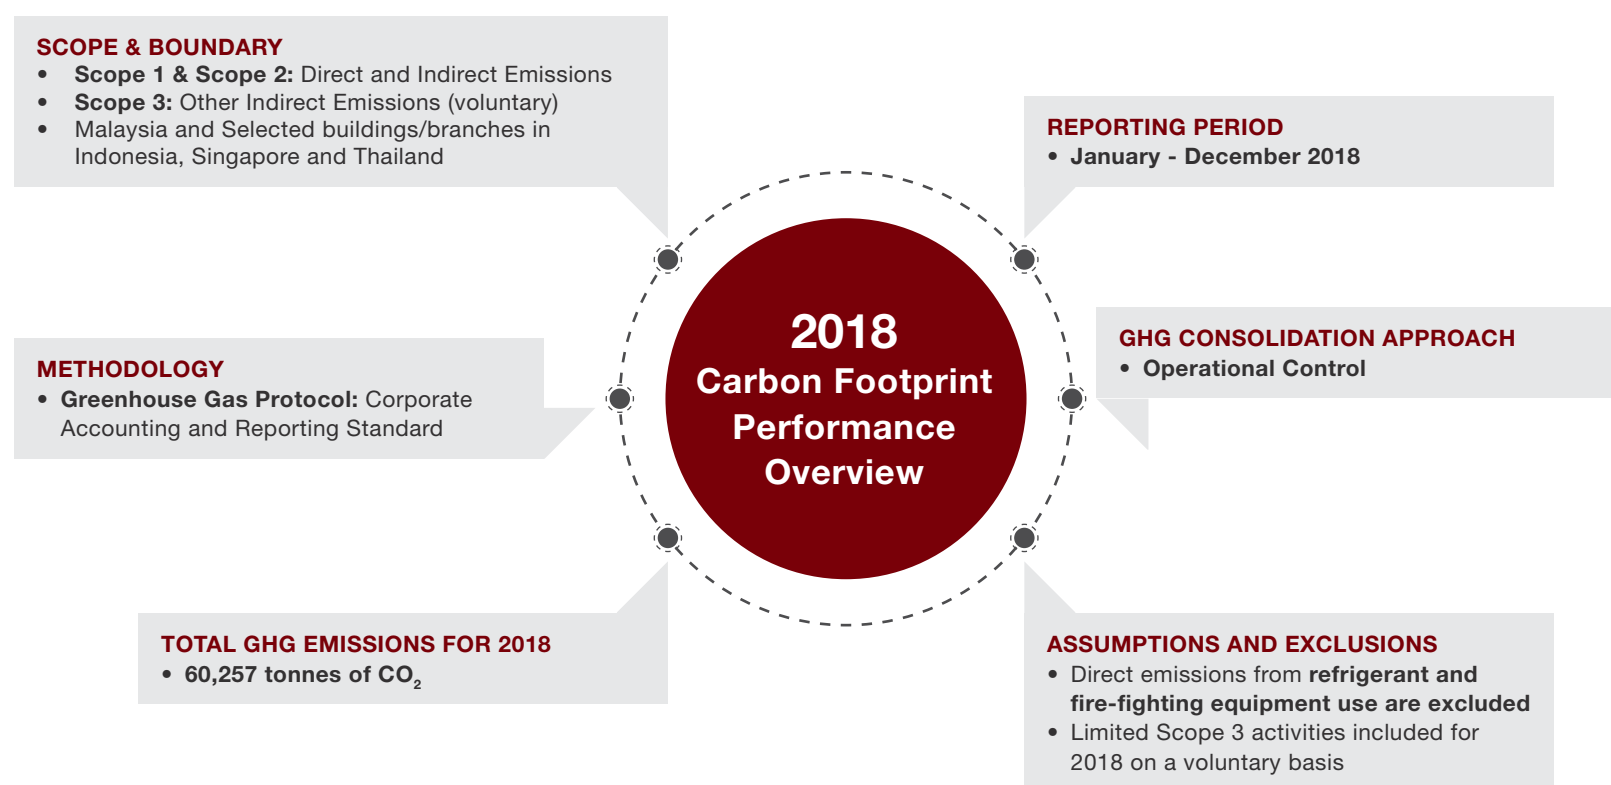 SCOPE & BOUNDARY
• Scope 1 & Scope 2: Direct and Indirect Emissions
• Scope 3: Other Indirect Emissions (voluntary)
• Malaysia and Selected buildings/branches in
Indonesia, Singapore and Thailand
REPORTING PERIOD
• January - December 2018
METHODOLOGY
• Greenhouse Gas Protocol: Corporate
Accounting and Reporting Standard
2018
Carbon Footprint
Performance
Overview
GHG CONSOLIDATION APPROACH
• Operational Control
TOTAL GHG EMISSIONS FOR 2018
• 60,257 tonnes of CO₂
ASSUMPTIONS AND EXCLUSIONS
• Direct emissions from refrigerant and
fire-fighting equipment use are excluded
• Limited Scope 3 activities included for
2018 on a voluntary basis